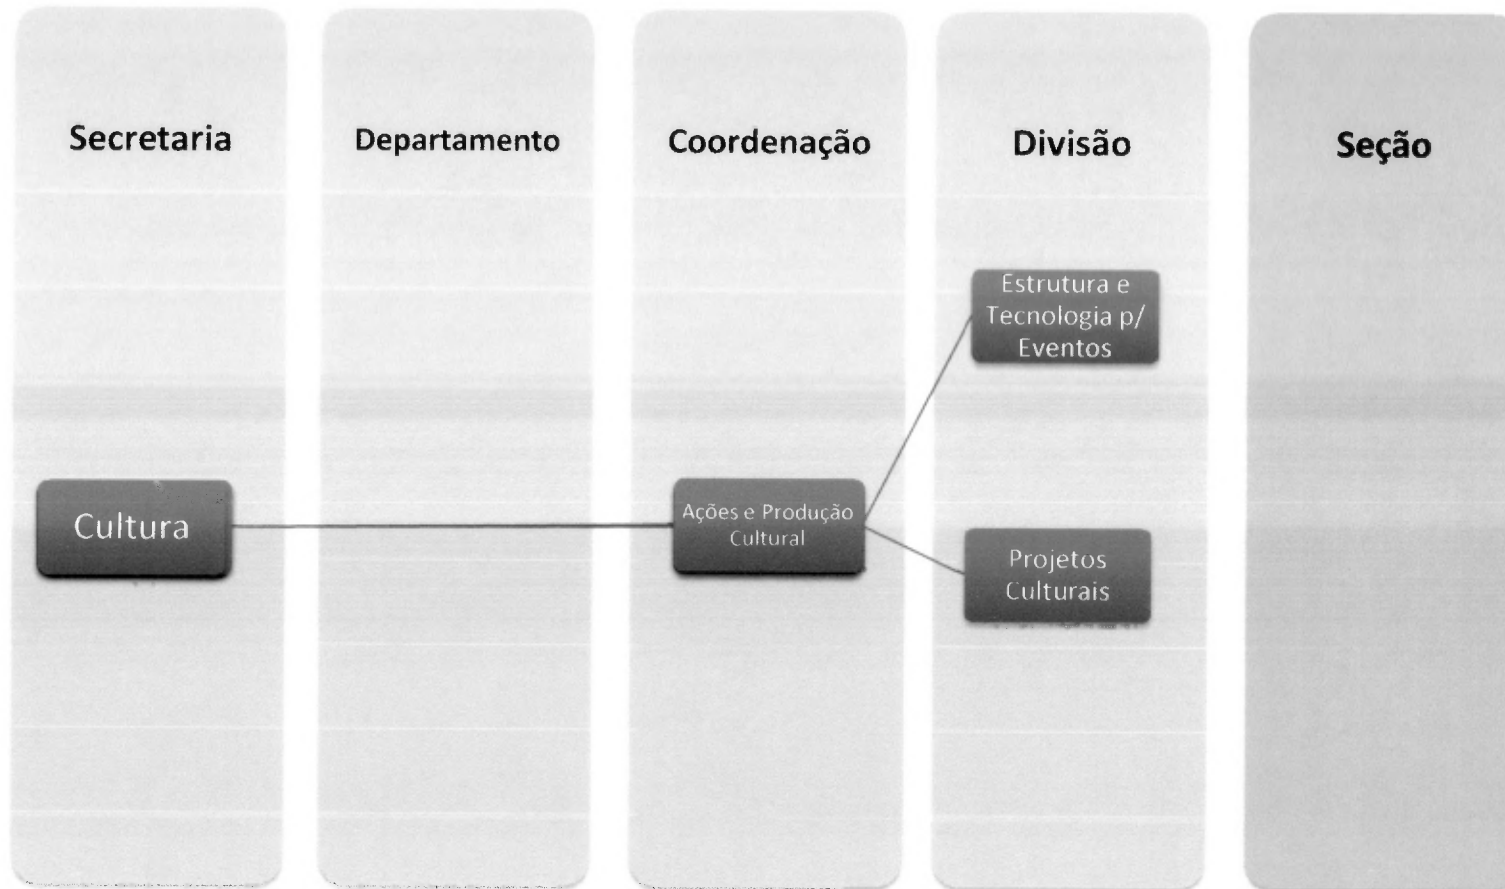 Secretaria
Departamento
Coordenação
Divisão
Seção
Estrutura e
Tecnologia p/
Eventos
Cultura
Ações e Produção
Cultural
Projetos
Culturais